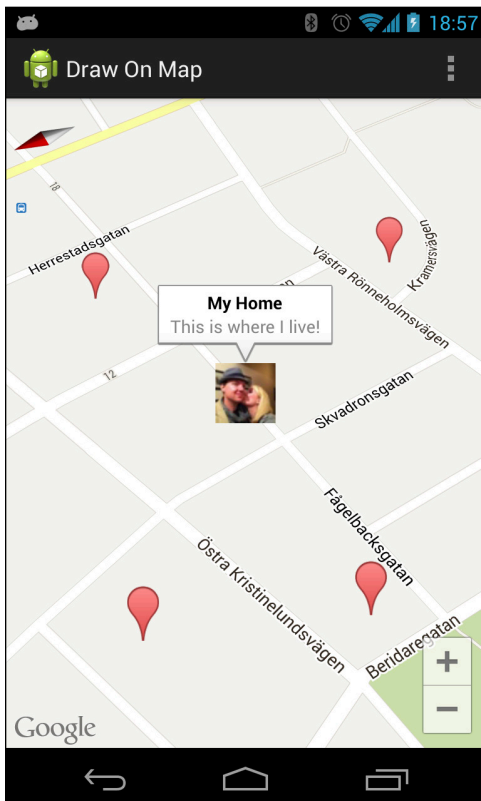 18:57
Draw On Map
18
Herrestadsgatan
Kramersvägen
Västra Rönneholmsvägen
My Home
This is where I live!
12
Skvadronsgatan
Fågelbacksgatan
Östra Kristinelundsvägen
Beridaregatan
+
−
Google